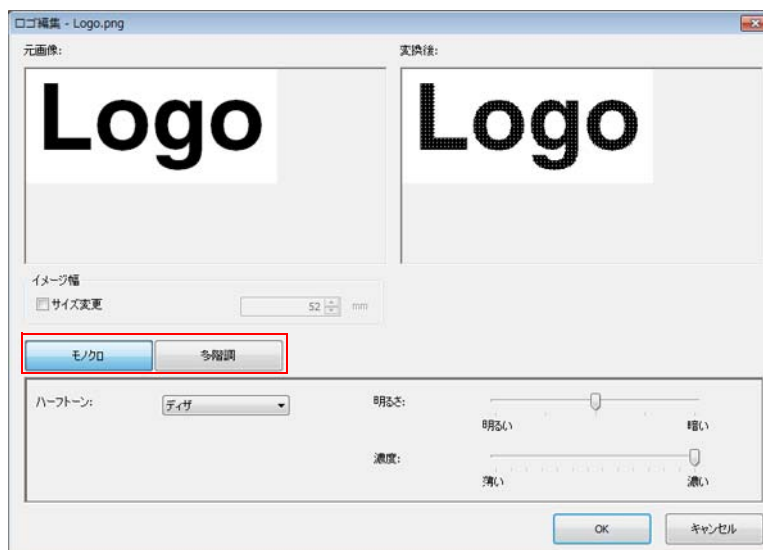 ロゴ編集 - Logo.png
元画像:
変換後:
Logo
Logo
イメージ幅
サイズ変更
52 mm
モノクロ 多階調
ハーフトーン: ディザ
明るさ:
明るい 暗い
濃度:
薄い 濃い
OK キャンセル